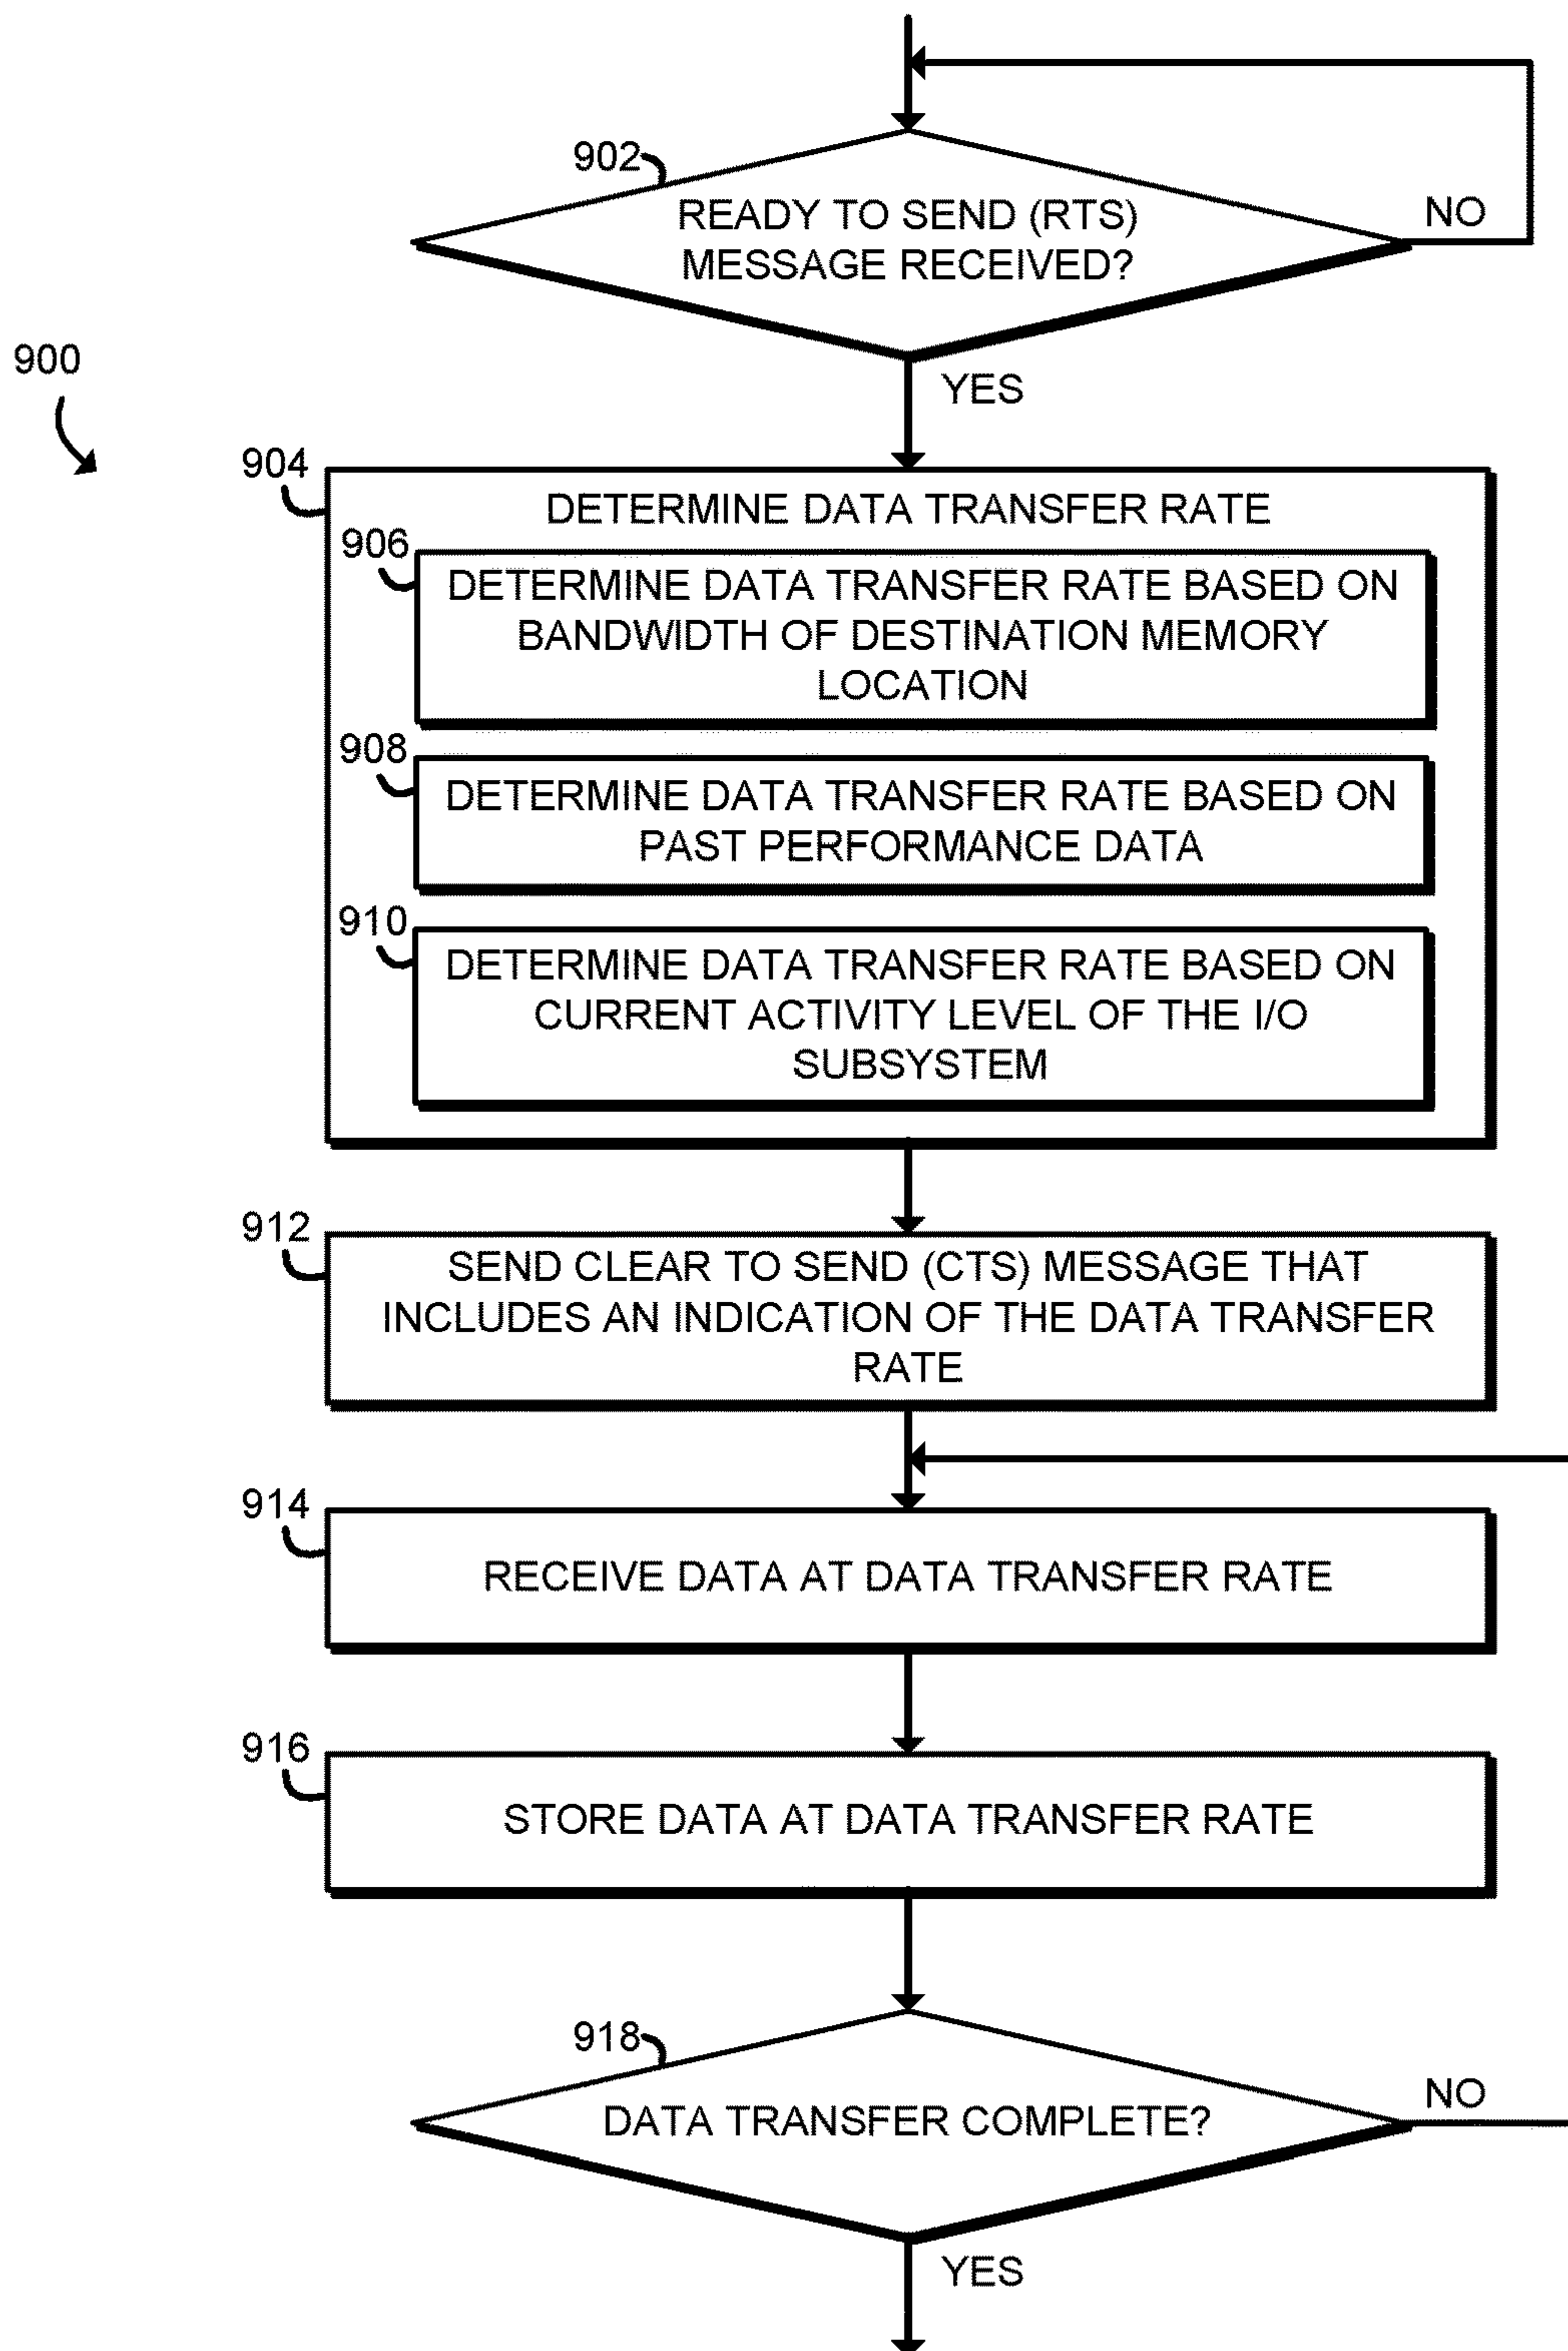 902
READY TO SEND (RTS)
MESSAGE RECEIVED?
NO
900
YES
904
DETERMINE DATA TRANSFER RATE
906
DETERMINE DATA TRANSFER RATE BASED ON
BANDWIDTH OF DESTINATION MEMORY
LOCATION
908
DETERMINE DATA TRANSFER RATE BASED ON
PAST PERFORMANCE DATA
910
DETERMINE DATA TRANSFER RATE BASED ON
CURRENT ACTIVITY LEVEL OF THE I/O
SUBSYSTEM
912
SEND CLEAR TO SEND (CTS) MESSAGE THAT
INCLUDES AN INDICATION OF THE DATA TRANSFER
RATE
914
RECEIVE DATA AT DATA TRANSFER RATE
916
STORE DATA AT DATA TRANSFER RATE
918
DATA TRANSFER COMPLETE?
NO
YES